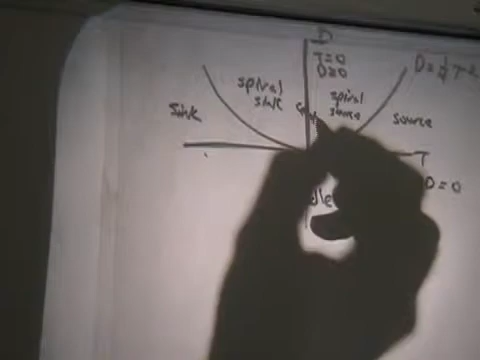 D
T=0
D≥0
D=¼T²
spiral
sink
spiral
source
sink
source
T
D=0